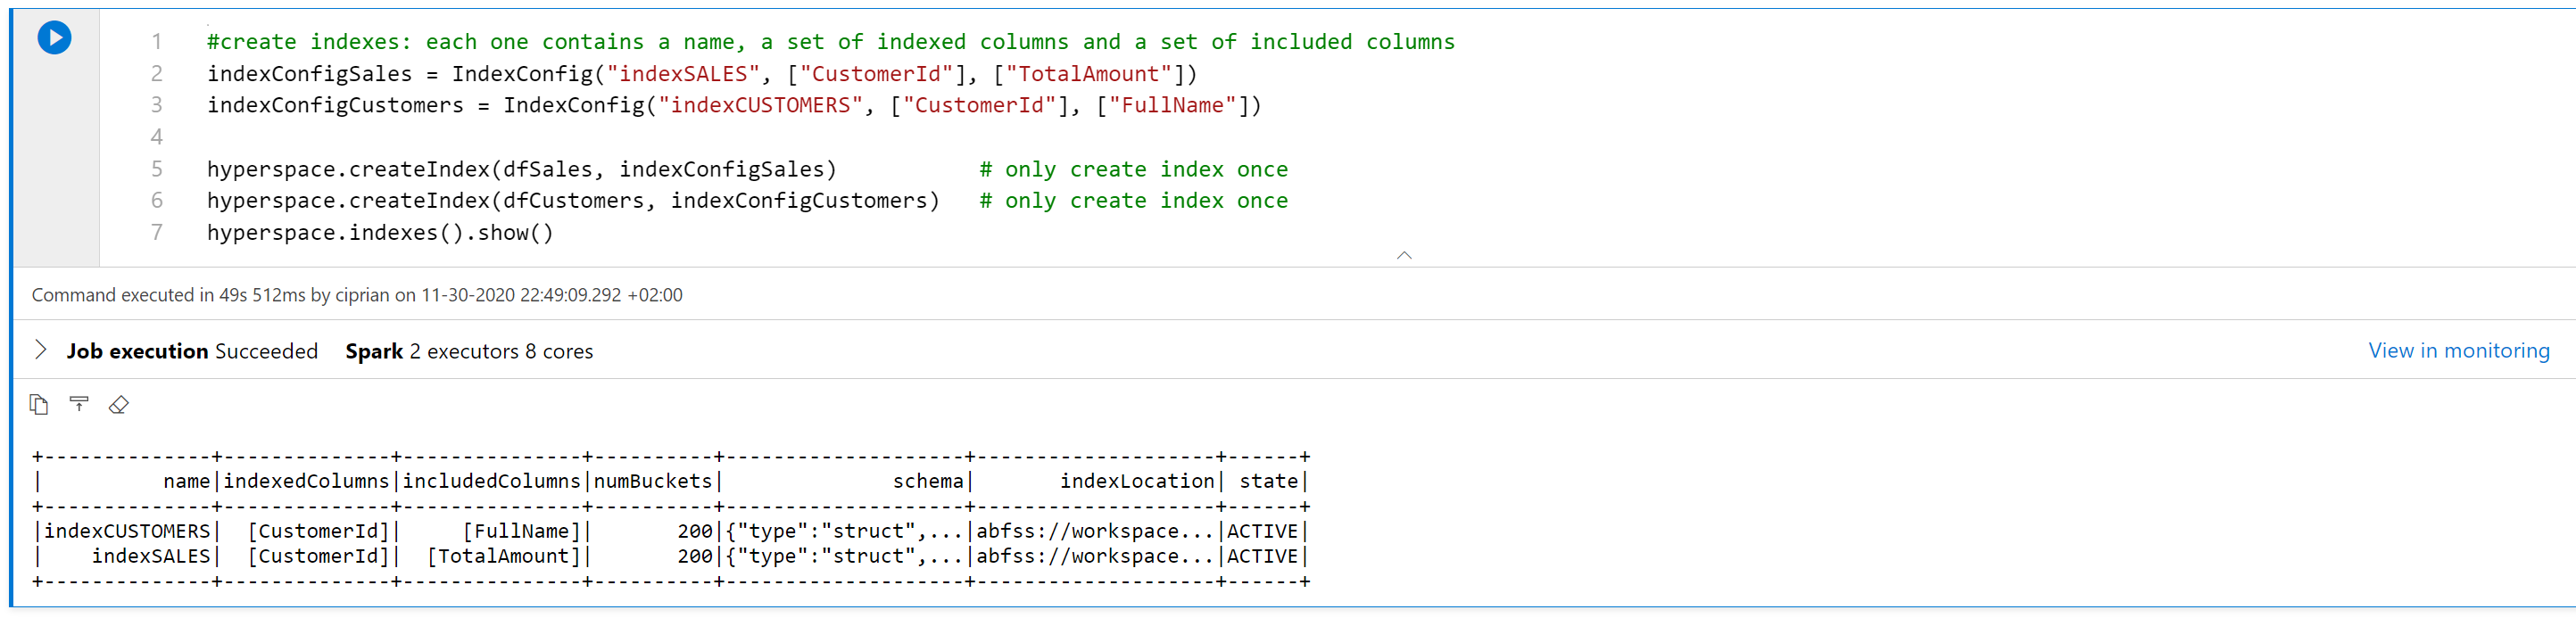 1 #create indexes: each one contains a name, a set of indexed columns and a set of included columns
2 indexConfigSales = IndexConfig("indexSALES", ["CustomerId"], ["TotalAmount"])
3 indexConfigCustomers = IndexConfig("indexCUSTOMERS", ["CustomerId"], ["FullName"])
4
5 hyperspace.createIndex(dfSales, indexConfigSales)           # only create index once
6 hyperspace.createIndex(dfCustomers, indexConfigCustomers)   # only create index once
7 hyperspace.indexes().show()
Command executed in 49s 512ms by ciprian on 11-30-2020 22:49:09.292 +02:00
Job execution Succeeded Spark 2 executors 8 cores View in monitoring
+--------------+--------------+---------------+----------+--------------------+--------------------+------+
|          name|indexedColumns|includedColumns|numBuckets|              schema|       indexLocation| state|
+--------------+--------------+---------------+----------+--------------------+--------------------+------+
|indexCUSTOMERS|  [CustomerId]|     [FullName]|       200|{"type":"struct",...|abfss://workspace...|ACTIVE|
|    indexSALES|  [CustomerId]|  [TotalAmount]|       200|{"type":"struct",...|abfss://workspace...|ACTIVE|
+--------------+--------------+---------------+----------+--------------------+--------------------+------+